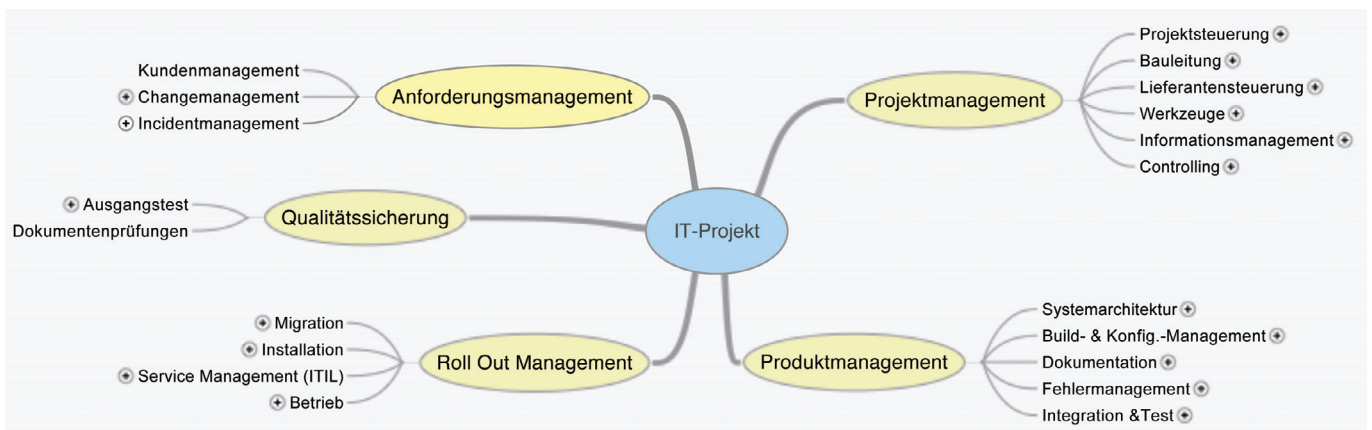 Kundenmanagement
Changemanagement
Incidentmanagement
Anforderungsmanagement
Ausgangstest
Dokumentenprüfungen
Qualitätssicherung
Migration
Installation
Service Management (ITIL)
Betrieb
Roll Out Management
IT-Projekt
Projektmanagement
Projektsteuerung
Bauleitung
Lieferantensteuerung
Werkzeuge
Informationsmanagement
Controlling
Produktmanagement
Systemarchitektur
Build- & Konfig.-Management
Dokumentation
Fehlermanagement
Integration &Test